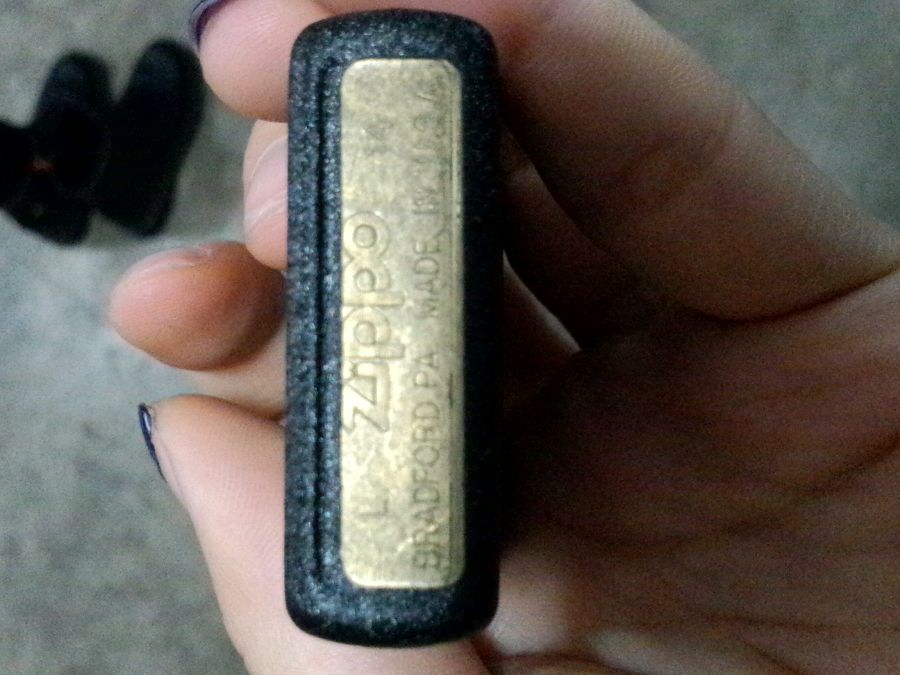 L Zippo 14
BRADFORD, PA MADE IN U.S.A.